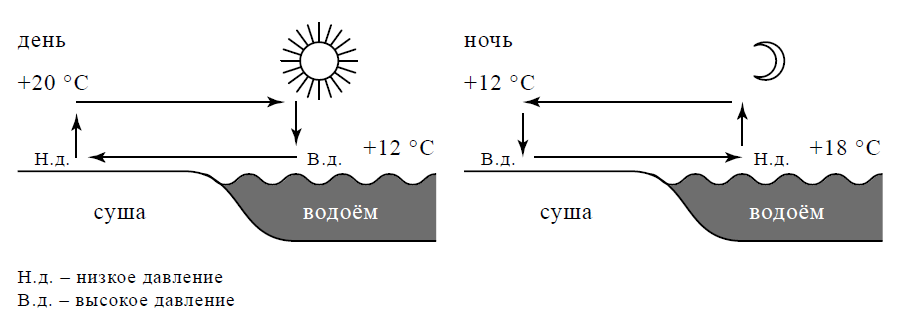 день
+20 °C
Н.д.
В.д.
+12 °C
суша
водоём
ночь
+12 °C
В.д.
Н.д.
+18 °C
суша
водоём
Н.д. – низкое давление
В.д. – высокое давление